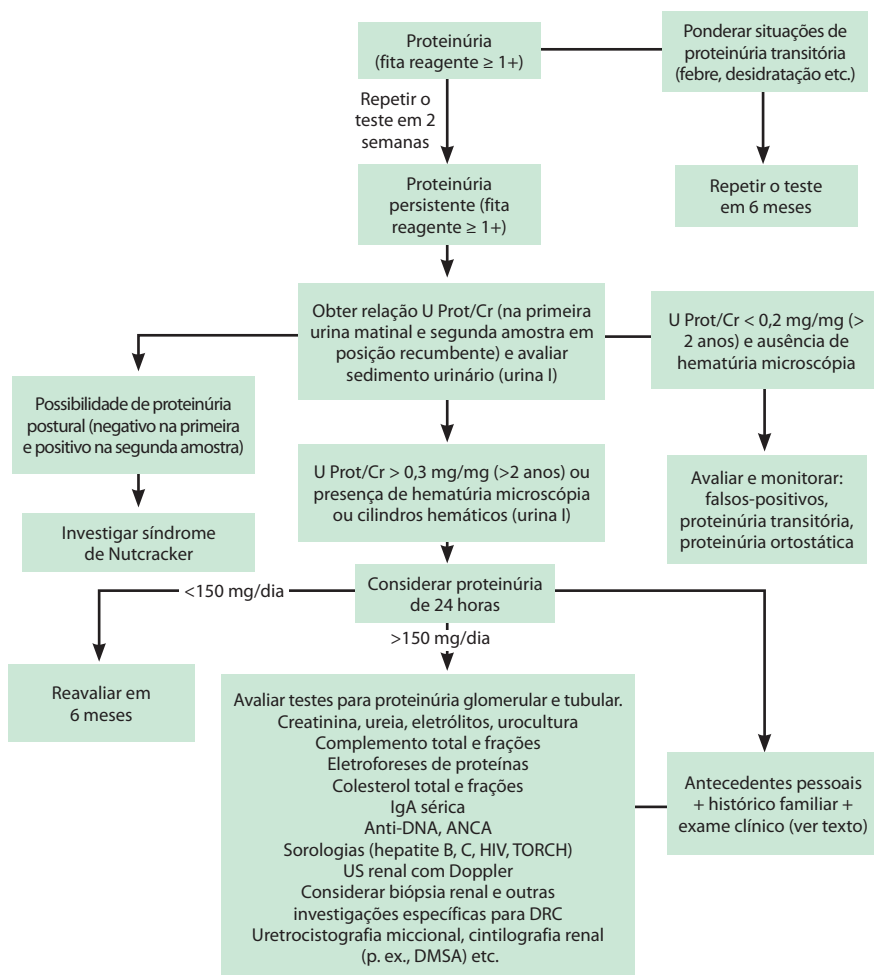 Proteinúria
(fita reagente ≥ 1+)
Ponderar situações de
proteinúria transitória
(febre, desidratação etc.)
Repetir o
teste em 2
semanas
Repetir o teste
em 6 meses
Proteinúria
persistente (fita
reagente ≥ 1+)
Obter relação U Prot/Cr (na primeira
urina matinal e segunda amostra em
posição recumbente) e avaliar
sedimento urinário (urina I)
U Prot/Cr < 0,2 mg/mg (>
2 anos) e ausência de
hematúria microscópia
Possibilidade de proteinúria
postural (negativo na primeira
e positivo na segunda amostra)
U Prot/Cr > 0,3 mg/mg (>2 anos) ou
presença de hematúria microscópia
ou cilindros hemáticos (urina I)
Avaliar e monitorar:
falsos-positivos,
proteinúria transitória,
proteinúria ortostática
Investigar síndrome
de Nutcracker
<150 mg/dia
Considerar proteinúria
de 24 horas
>150 mg/dia
Reavaliar em
6 meses
Avaliar testes para proteinúria glomerular e tubular.
Creatinina, ureia, eletrólitos, urocultura
Complemento total e frações
Eletroforeses de proteínas
Colesterol total e frações
IgA sérica
Anti-DNA, ANCA
Sorologias (hepatite B, C, HIV, TORCH)
US renal com Doppler
Considerar biópsia renal e outras
investigações específicas para DRC
Uretrocistografia miccional, cintilografia renal
(p. ex., DMSA) etc.
Antecedentes pessoais
+ histórico familiar +
exame clínico (ver texto)